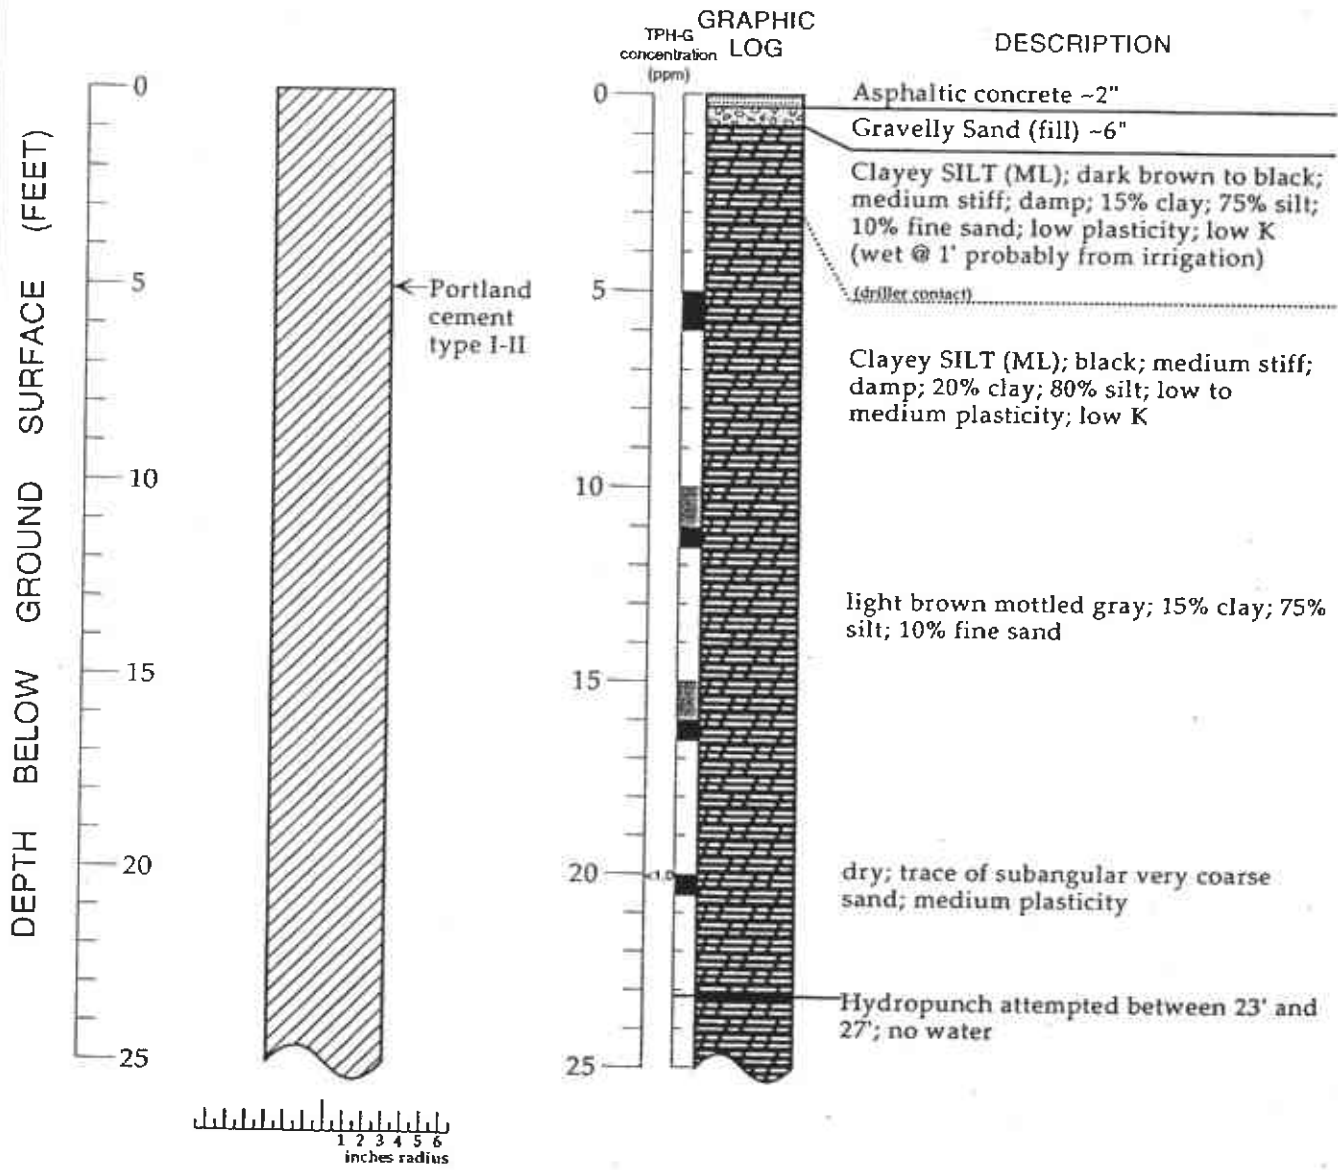 DEPTH BELOW GROUND SURFACE (FEET)
0
5
10
15
20
25
Portland
cement
type I-II
1 2 3 4 5 6
inches radius
TPH-G
concentration
(ppm)
GRAPHIC
LOG
DESCRIPTION
0
5
10
15
20
25
<1.0
Asphaltic concrete ~2"
Gravelly Sand (fill) ~6"
Clayey SILT (ML); dark brown to black;
medium stiff; damp; 15% clay; 75% silt;
10% fine sand; low plasticity; low K
(wet @ 1' probably from irrigation)
(driller contact)
Clayey SILT (ML); black; medium stiff;
damp; 20% clay; 80% silt; low to
medium plasticity; low K
light brown mottled gray; 15% clay; 75%
silt; 10% fine sand
dry; trace of subangular very coarse
sand; medium plasticity
Hydropunch attempted between 23' and
27'; no water